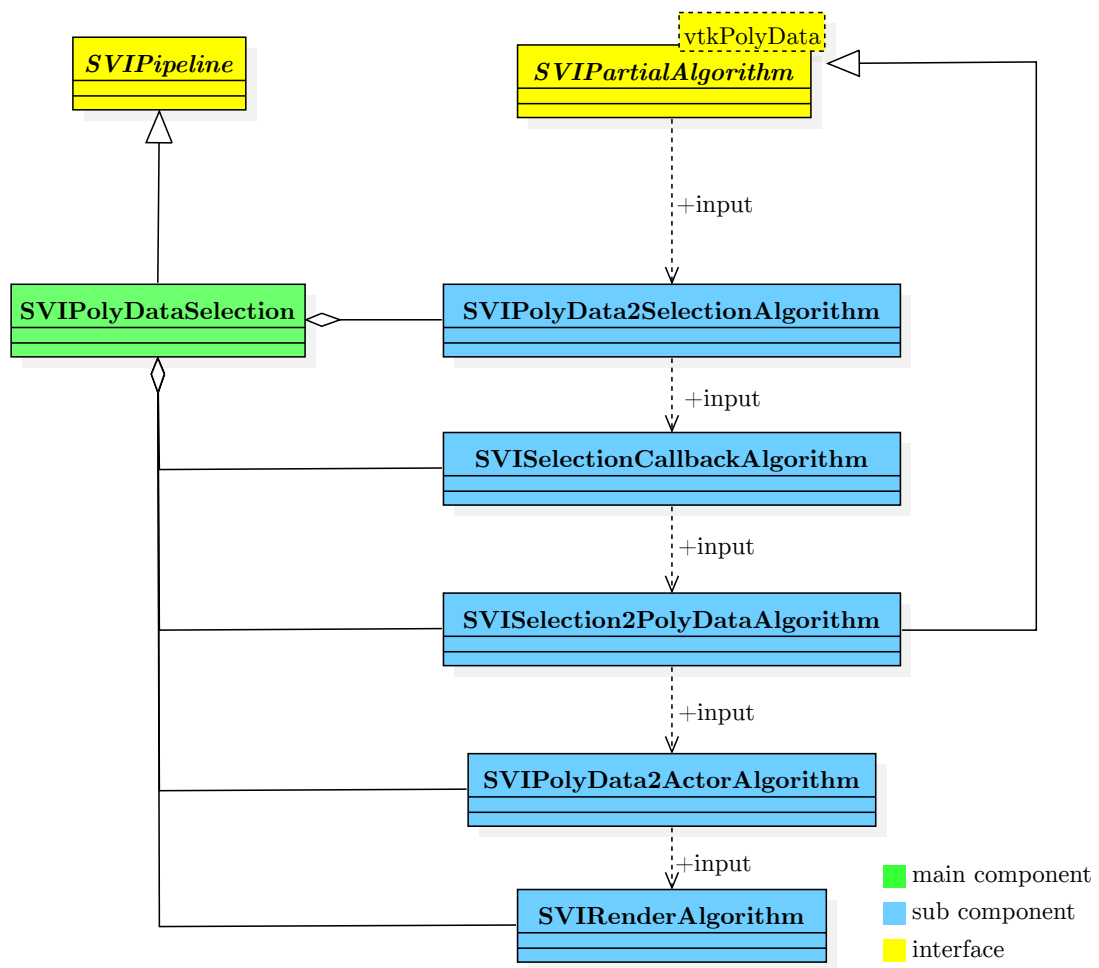 SVIPipeline
vtkPolyData
SVIPartialAlgorithm
+input
SVIPolyDataSelection
SVIPolyData2SelectionAlgorithm
+input
SVISelectionCallbackAlgorithm
+input
SVISelection2PolyDataAlgorithm
+input
SVIPolyData2ActorAlgorithm
+input
SVIRenderAlgorithm
main component
sub component
interface